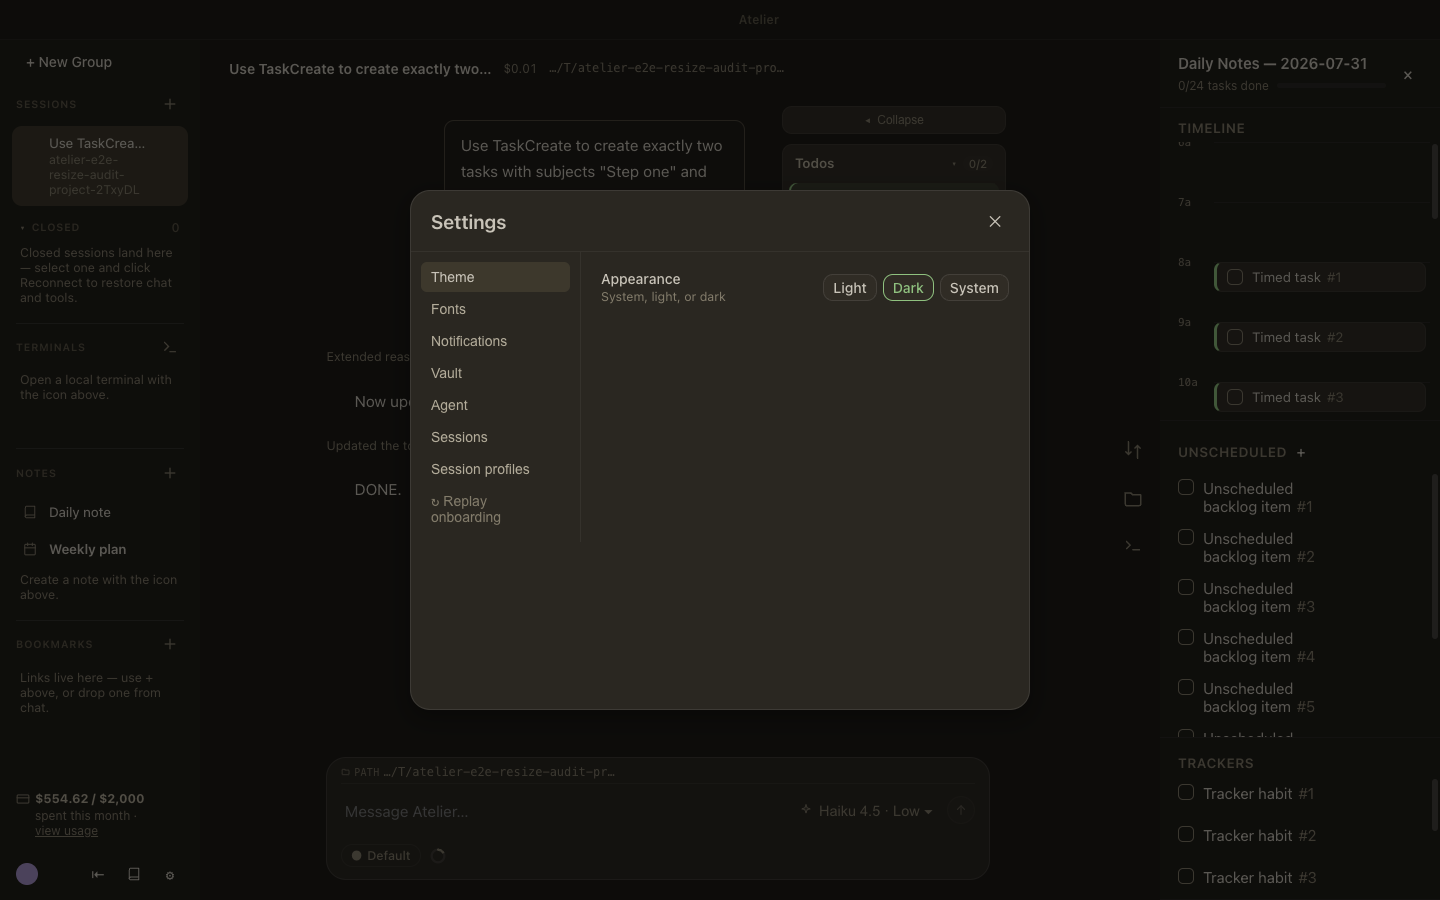 Atelier
+ New Group
SESSIONS
Use TaskCrea...
atelier-e2e-
resize-audit-
project-2TxyDL
CLOSED 0
Closed sessions land here
— select one and click
Reconnect to restore chat
and tools.
TERMINALS
Open a local terminal with
the icon above.
NOTES
Daily note
Weekly plan
Create a note with the icon
above.
BOOKMARKS
Links live here — use +
above, or drop one from
chat.
$554.62 / $2,000
spent this month ·
view usage
Use TaskCreate to create exactly two... $0.01 …/T/atelier-e2e-resize-audit-pro…
Use TaskCreate to create exactly two
tasks with subjects "Step one" and
Collapse
Todos 0/2
Extended reas
Now upd
Updated the t
DONE.
Settings
Theme
Fonts
Notifications
Vault
Agent
Sessions
Session profiles
↻ Replay
onboarding
Appearance
System, light, or dark
Light Dark System
PATH …/T/atelier-e2e-resize-audit-pr…
Message Atelier...
Haiku 4.5 · Low
Default
Daily Notes — 2026-07-31
0/24 tasks done
TIMELINE
6a
7a
8a
Timed task #1
9a
Timed task #2
10a
Timed task #3
UNSCHEDULED +
Unscheduled
backlog item #1
Unscheduled
backlog item #2
Unscheduled
backlog item #3
Unscheduled
backlog item #4
Unscheduled
backlog item #5
Unscheduled
TRACKERS
Tracker habit #1
Tracker habit #2
Tracker habit #3